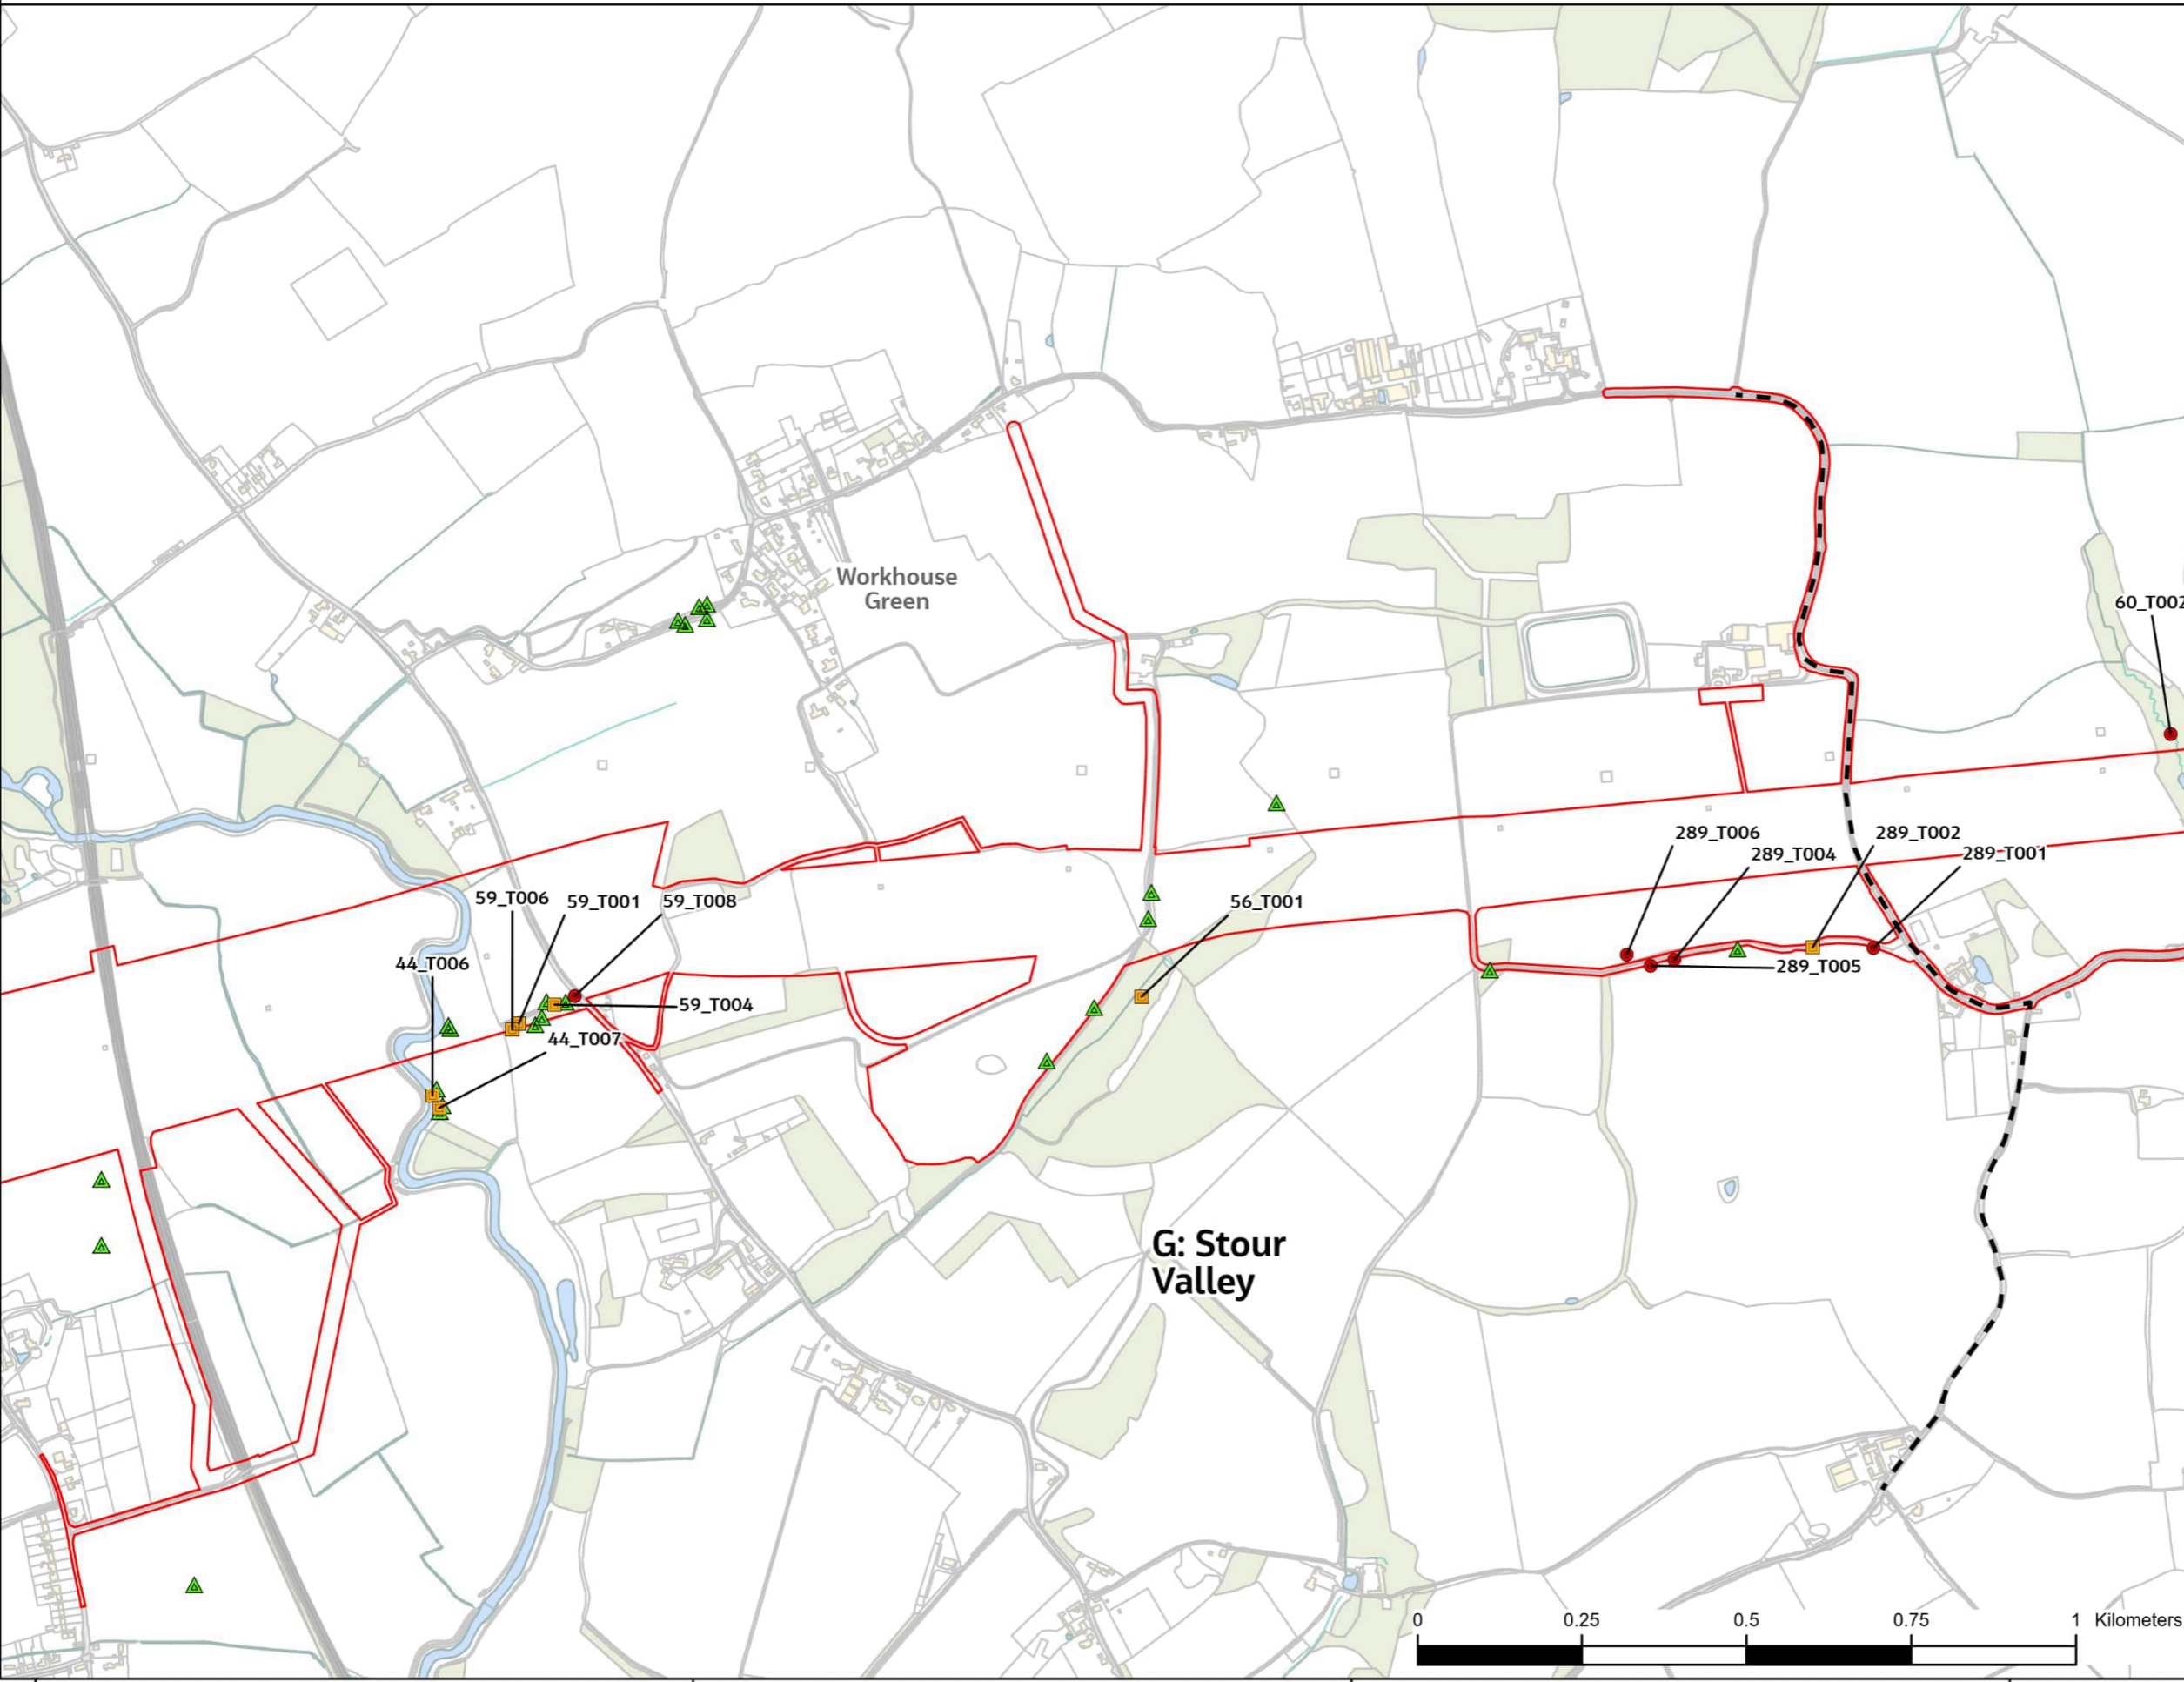 Workhouse
Green
60_T002
289_T006
289_T002
289_T004
289_T001
59_T006
59_T001
59_T008
56_T001
44_T006
289_T005
59_T004
44_T007
G: Stour
Valley
0 0.25 0.5 0.75 1 Kilometers